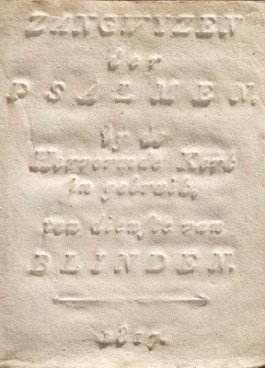 ZANGWYZEN
der
PSALMEN.
By de
Hervormde Kerk
in gebruik,
ten dienste van
BLINDEN.